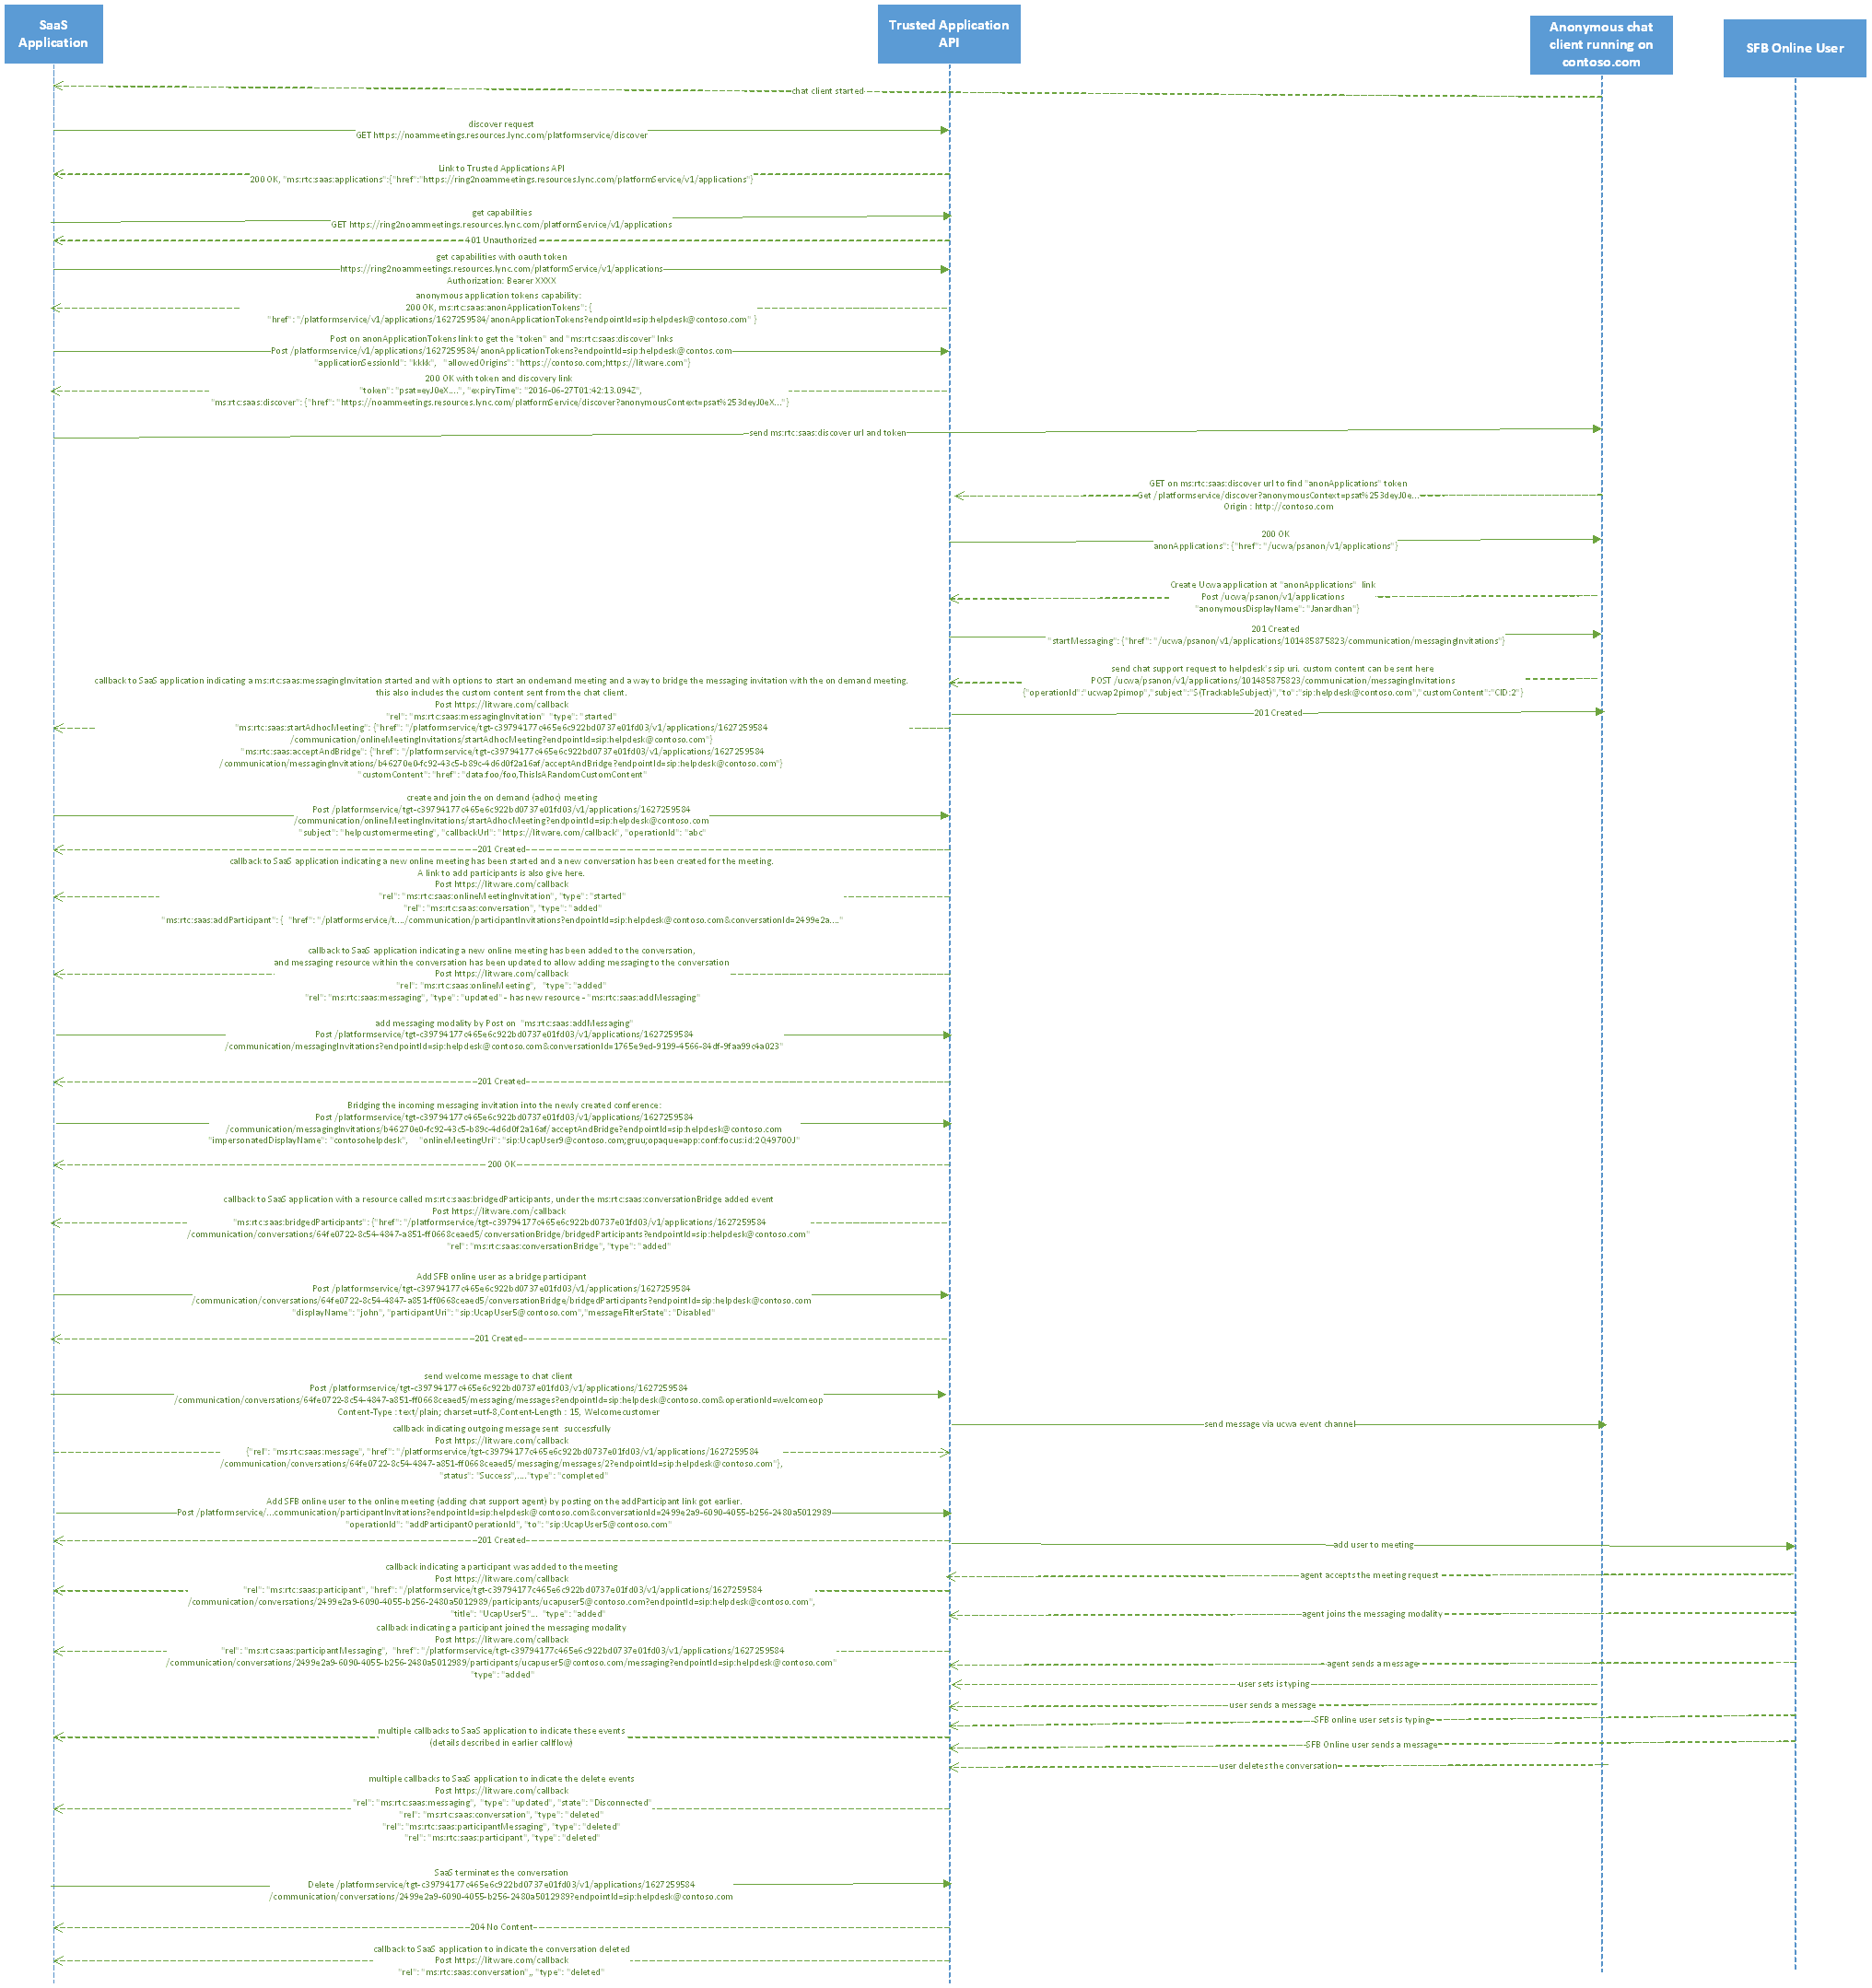 SaaS
Application
Trusted Application
API
Anonymous chat
client running on
contoso.com
SFB Online User
chat client started
discover request
GET https://noammeetings.resources.lync.com/platformservice/discover
Link to Trusted Applications API
200 OK, "ms:rtc:saas:applications":{"href":"https://ring2noammeetings.resources.lync.com/platformService/v1/applications"}
get capabilities
GET https://ring2noammeetings.resources.lync.com/platformService/v1/applications
401 Unauthorized
get capabilities with oauth token
https://ring2noammeetings.resources.lync.com/platformService/v1/applications
Authorization: Bearer XXXX
anonymous application tokens capability:
200 OK, ms:rtc:saas:anonApplicationTokens": {
"href": "/platformservice/v1/applications/1627259584/anonApplicationTokens?endpointId=sip:helpdesk@contoso.com" }
Post on anonApplicationTokens link to get the "token" and "ms:rtc:saas:discover" lnks
Post /platformservice/v1/applications/1627259584/anonApplicationTokens?endpointId=sip:helpdesk@contos.com
"applicationSessionId": "kkkk", "allowedOrigins": "https://contoso.com;https://litware.com"}
200 OK with token and discovery link
"token": "psat=eyJ0eX....", "expiryTime": "2016-06-27T01:42:13.094Z",
"ms:rtc:saas:discover": {"href": "https://noammeetings.resources.lync.com/platformService/discover?anonymousContext=psat%253deyJ0eX..."}
send ms:rtc:saas:discover url and token
GET on ms:rtc:saas:discover url to find "anonApplications" token
Get /platformservice/discover?anonymousContext=psat%253deyJ0e...
Origin : http://contoso.com
200 OK
anonApplications": {"href": "/ucwa/psanon/v1/applications"}
Create Ucwa application at "anonApplications" link
Post /ucwa/psanon/v1/applications
"anonymousDisplayName": "Janardhan"}
201 Created
"startMessaging": {"href": "/ucwa/psanon/v1/applications/101485875823/communication/messagingInvitations"}
send chat support request to helpdesk's sip uri. custom content can be sent here
POST /ucwa/psanon/v1/applications/101485875823/communication/messagingInvitations
{"operationId":"ucwap2pimop","subject":"${TrackableSubject}","to":"sip:helpdesk@contoso.com","customContent":"CID:2"}
201 Created
callback to SaaS application indicating a ms:rtc:saas:messagingInvitation started and with options to start an ondemand meeting and a way to bridge the messaging invitation with the on demand meeting.
this also includes the custom content sent from the chat client.
Post https://litware.com/callback
"rel": "ms:rtc:saas:messagingInvitation" "type": "started"
"ms:rtc:saas:startAdhocMeeting": {"href": "/platformservice/tgt-c39794177c465e6c922bd0737e01fd03/v1/applications/1627259584
/communication/onlineMeetingInvitations/startAdhocMeeting?endpointId=sip:helpdesk@contoso.com"}
"ms:rtc:saas:acceptAndBridge": {"href": "/platformservice/tgt-c39794177c465e6c922bd0737e01fd03/v1/applications/1627259584
/communication/messagingInvitations/b46270e0-fc92-43c5-b89c-4d6d0f2a16af/acceptAndBridge?endpointId=sip:helpdesk@contoso.com"}
"customContent": "href": "data:foo/foo,ThisIsARandomCustomContent"
create and join the on demand (adhoc) meeting
Post /platformservice/tgt-c39794177c465e6c922bd0737e01fd03/v1/applications/1627259584
/communication/onlineMeetingInvitations/startAdhocMeeting?endpointId=sip:helpdesk@contoso.com
"subject": "helpcustomermeeting", "callbackUrl": "https://litware.com/callback", "operationId": "abc"
201 Created
callback to SaaS application indicating a new online meeting has been started and a new conversation has been created for the meeting.
A link to add participants is also give here.
Post https://litware.com/callback
"rel": "ms:rtc:saas:onlineMeetingInvitation", "type": "started"
"rel": "ms:rtc:saas:conversation", "type": "added"
"ms:rtc:saas:addParticipant": { "href": "/platformservice/t..../communication/participantInvitations?endpointId=sip:helpdesk@contoso.com&conversationId=2499e2a...."
callback to SaaS application indicating a new online meeting has been added to the conversation,
and messaging resource within the conversation has been updated to allow adding messaging to the conversation
Post https://litware.com/callback
"rel": "ms:rtc:saas:onlineMeeting", "type": "added"
"rel": "ms:rtc:saas:messaging", "type": "updated" - has new resource - "ms:rtc:saas:addMessaging"
add messaging modality by Post on "ms:rtc:saas:addMessaging"
Post /platformservice/tgt-c39794177c465e6c922bd0737e01fd03/v1/applications/1627259584
/communication/messagingInvitations?endpointId=sip:helpdesk@contoso.com&conversationId=1765e9ed-9199-4566-84df-9faa99c4a023"
201 Created
Bridging the incoming messaging invitation into the newly created conference:
Post /platformservice/tgt-c39794177c465e6c922bd0737e01fd03/v1/applications/1627259584
/communication/messagingInvitations/b46270e0-fc92-43c5-b89c-4d6d0f2a16af/acceptAndBridge?endpointId=sip:helpdesk@contoso.com
"impersonatedDisplayName": "contosohelpdesk", "onlineMeetingUri": "sip:UcapUser9@contoso.com;gruu;opaque=app:conf:focus:id:2Q49700J"
200 OK
callback to SaaS application with a resource called ms:rtc:saas:bridgedParticipants, under the ms:rtc:saas:conversationBridge added event
Post https://litware.com/callback
"ms:rtc:saas:bridgedParticipants": {"href": "/platformservice/tgt-c39794177c465e6c922bd0737e01fd03/v1/applications/1627259584
/communication/conversations/64fe0722-8c54-4847-a851-ff0668ceaed5/conversationBridge/bridgedParticipants?endpointId=sip:helpdesk@contoso.com"
"rel": "ms:rtc:saas:conversationBridge", "type": "added"
Add SFB online user as a bridge participant
Post /platformservice/tgt-c39794177c465e6c922bd0737e01fd03/v1/applications/1627259584
/communication/conversations/64fe0722-8c54-4847-a851-ff0668ceaed5/conversationBridge/bridgedParticipants?endpointId=sip:helpdesk@contoso.com
"displayName": "john", "participantUri": "sip:UcapUser5@contoso.com","messageFilterState": "Disabled"
201 Created
send welcome message to chat client
Post /platformservice/tgt-c39794177c465e6c922bd0737e01fd03/v1/applications/1627259584
/communication/conversations/64fe0722-8c54-4847-a851-ff0668ceaed5/messaging/messages?endpointId=sip:helpdesk@contoso.com&operationId=welcomeop
Content-Type : text/plain; charset=utf-8,Content-Length : 15, Welcomecustomer
send message via ucwa event channel
callback indicating outgoing message sent successfully
Post https://litware.com/callback
{"rel": "ms:rtc:saas:message", "href": "/platformservice/tgt-c39794177c465e6c922bd0737e01fd03/v1/applications/1627259584
/communication/conversations/64fe0722-8c54-4847-a851-ff0668ceaed5/messaging/messages/2?endpointId=sip:helpdesk@contoso.com"},
"status": "Success",...."type": "completed"
Add SFB online user to the online meeting (adding chat support agent) by posting on the addParticipant link got earlier.
Post /platformservice/...communication/participantInvitations?endpointId=sip:helpdesk@contoso.com&conversationId=2499e2a9-6090-4055-b256-2480a5012989
"operationId": "addParticipantOperationId", "to": "sip:UcapUser5@contoso.com"
201 Created
add user to meeting
callback indicating a participant was added to the meeting
Post https://litware.com/callback
"rel": "ms:rtc:saas:participant", "href": "/platformservice/tgt-c39794177c465e6c922bd0737e01fd03/v1/applications/1627259584
/communication/conversations/2499e2a9-6090-4055-b256-2480a5012989/participants/ucapuser5@contoso.com?endpointId=sip:helpdesk@contoso.com",
"title": "UcapUser5"... "type": "added"
agent accepts the meeting request
agent joins the messaging modality
callback indicating a participant joined the messaging modality
Post https://litware.com/callback
"rel": "ms:rtc:saas:participantMessaging", "href": "/platformservice/tgt-c39794177c465e6c922bd0737e01fd03/v1/applications/1627259584
/communication/conversations/2499e2a9-6090-4055-b256-2480a5012989/participants/ucapuser5@contoso.com/messaging?endpointId=sip:helpdesk@contoso.com"
"type": "added"
agent sends a message
user sets is typing
user sends a message
SFB online user sets is typing
SFB Online user sends a message
multiple callbacks to SaaS application to indicate these events
(details described in earlier callflow)
user deletes the conversation
multiple callbacks to SaaS application to indicate the delete events
Post https://litware.com/callback
"rel": "ms:rtc:saas:messaging", "type": "updated", "state": "Disconnected"
"rel": "ms:rtc:saas:conversation", "type": "deleted"
"rel": "ms:rtc:saas:participantMessaging", "type": "deleted"
"rel": "ms:rtc:saas:participant", "type": "deleted"
SaaS terminates the conversation
Delete /platformservice/tgt-c39794177c465e6c922bd0737e01fd03/v1/applications/1627259584
/communication/conversations/2499e2a9-6090-4055-b256-2480a5012989?endpointId=sip:helpdesk@contoso.com
204 No Content
callback to SaaS application to indicate the conversation deleted
Post https://litware.com/callback
"rel": "ms:rtc:saas:conversation",, "type": "deleted"